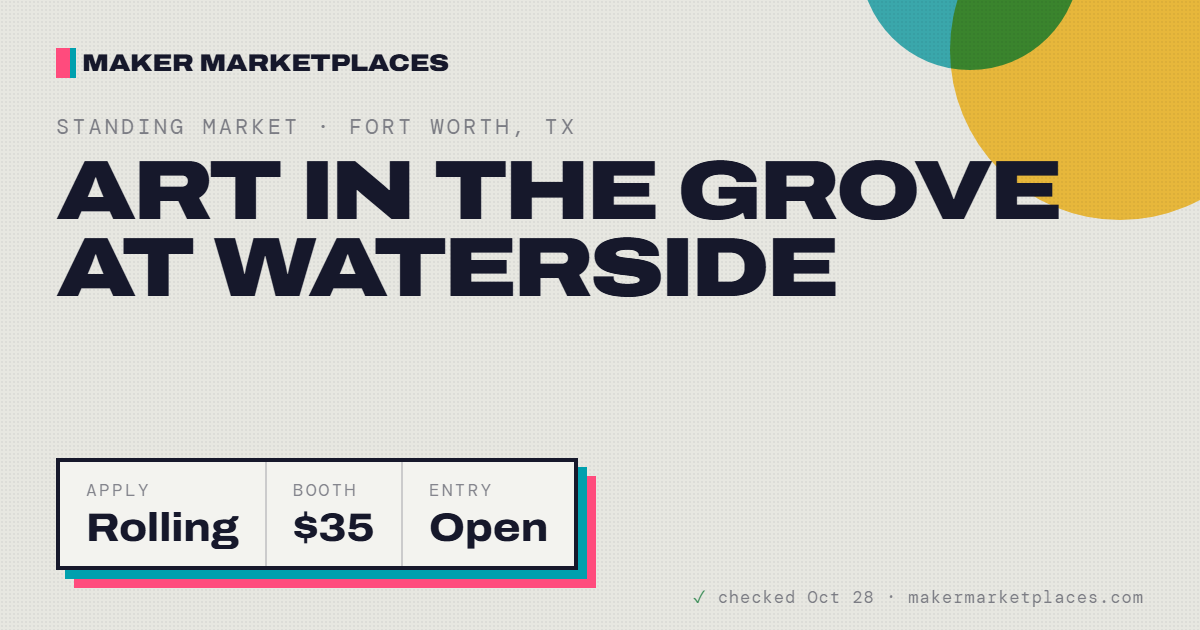 MAKER MARKETPLACES
STANDING MARKET · FORT WORTH, TX
ART IN THE GROVE
AT WATERSIDE
APPLY BOOTH ENTRY
Rolling $35 Open
✓ checked Oct 28 · makermarketplaces.com